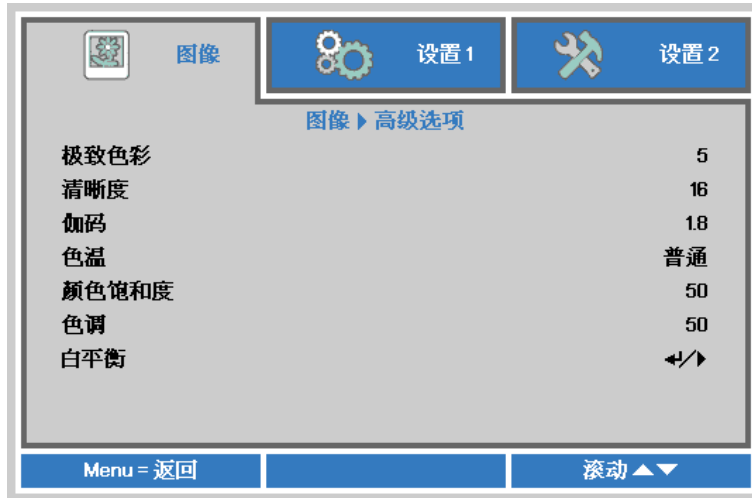 图像 设置1 设置2
图像▶高级选项
极致色彩 5
清晰度 16
伽码 1.8
色温 普通
颜色饱和度 50
色调 50
白平衡 ↵/▶
Menu = 返回 滚动▲▼